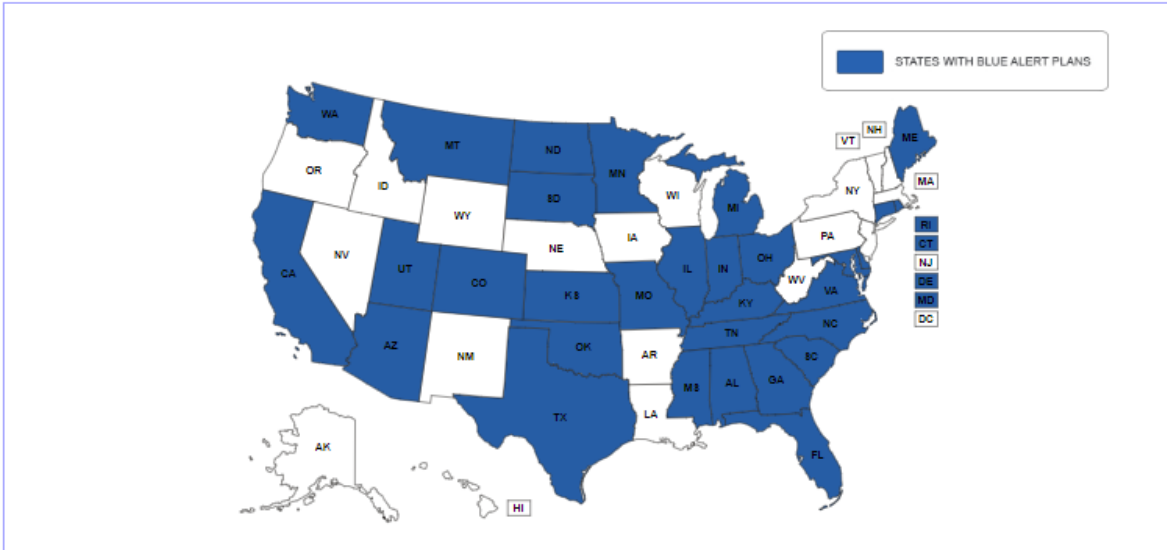 STATES WITH BLUE ALERT PLANS
WA
MT
ND
MN
ME
NH
VT
OR
ID
SD
WI
MI
NY
MA
WY
RI
IA
PA
CT
NV
NE
NJ
CA
UT
CO
IL
IN
OH
WV
DE
KS
MO
KY
VA
MD
DC
AZ
NM
OK
AR
TN
NC
SC
TX
LA
MS
AL
GA
FL
AK
HI